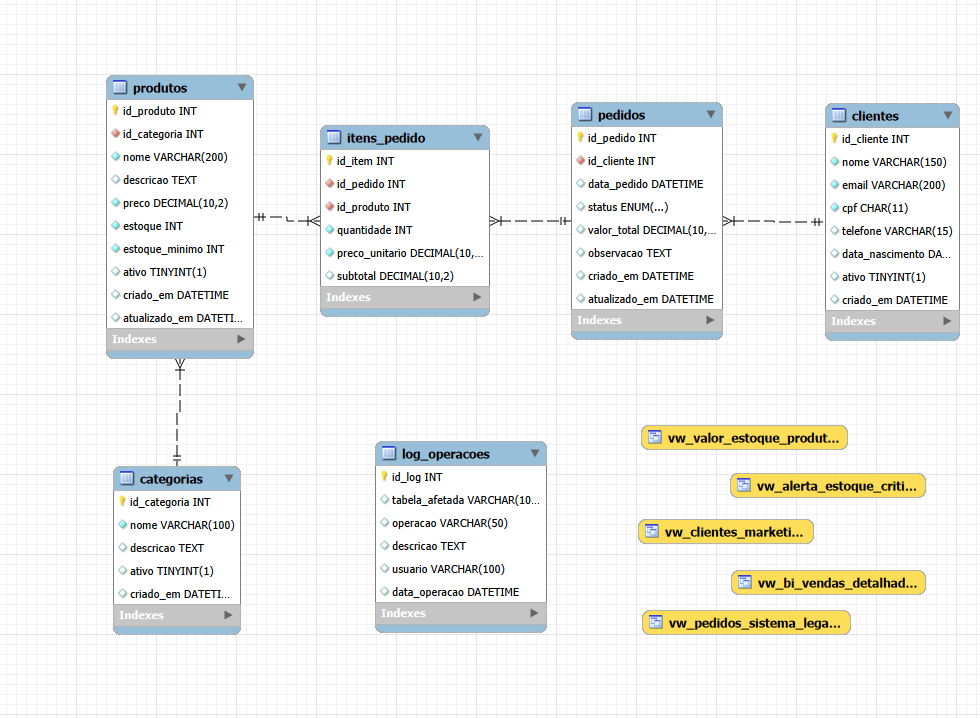 produtos
id_produto INT
id_categoria INT
nome VARCHAR(200)
descricao TEXT
preco DECIMAL(10,2)
estoque INT
estoque_minimo INT
ativo TINYINT(1)
criado_em DATETIME
atualizado_em DATETI...
Indexes
itens_pedido
id_item INT
id_pedido INT
id_produto INT
quantidade INT
preco_unitario DECIMAL(10,...
subtotal DECIMAL(10,2)
Indexes
pedidos
id_pedido INT
id_cliente INT
data_pedido DATETIME
status ENUM(...)
valor_total DECIMAL(10,...
observacao TEXT
criado_em DATETIME
atualizado_em DATETIME
Indexes
clientes
id_cliente INT
nome VARCHAR(150)
email VARCHAR(200)
cpf CHAR(11)
telefone VARCHAR(15)
data_nascimento DA...
ativo TINYINT(1)
criado_em DATETIME
Indexes
categorias
id_categoria INT
nome VARCHAR(100)
descricao TEXT
ativo TINYINT(1)
criado_em DATETI...
Indexes
log_operacoes
id_log INT
tabela_afetada VARCHAR(10...
operacao VARCHAR(50)
descricao TEXT
usuario VARCHAR(100)
data_operacao DATETIME
Indexes
vw_valor_estoque_produt...
vw_alerta_estoque_criti...
vw_clientes_marketi...
vw_bi_vendas_detalhad...
vw_pedidos_sistema_lega...